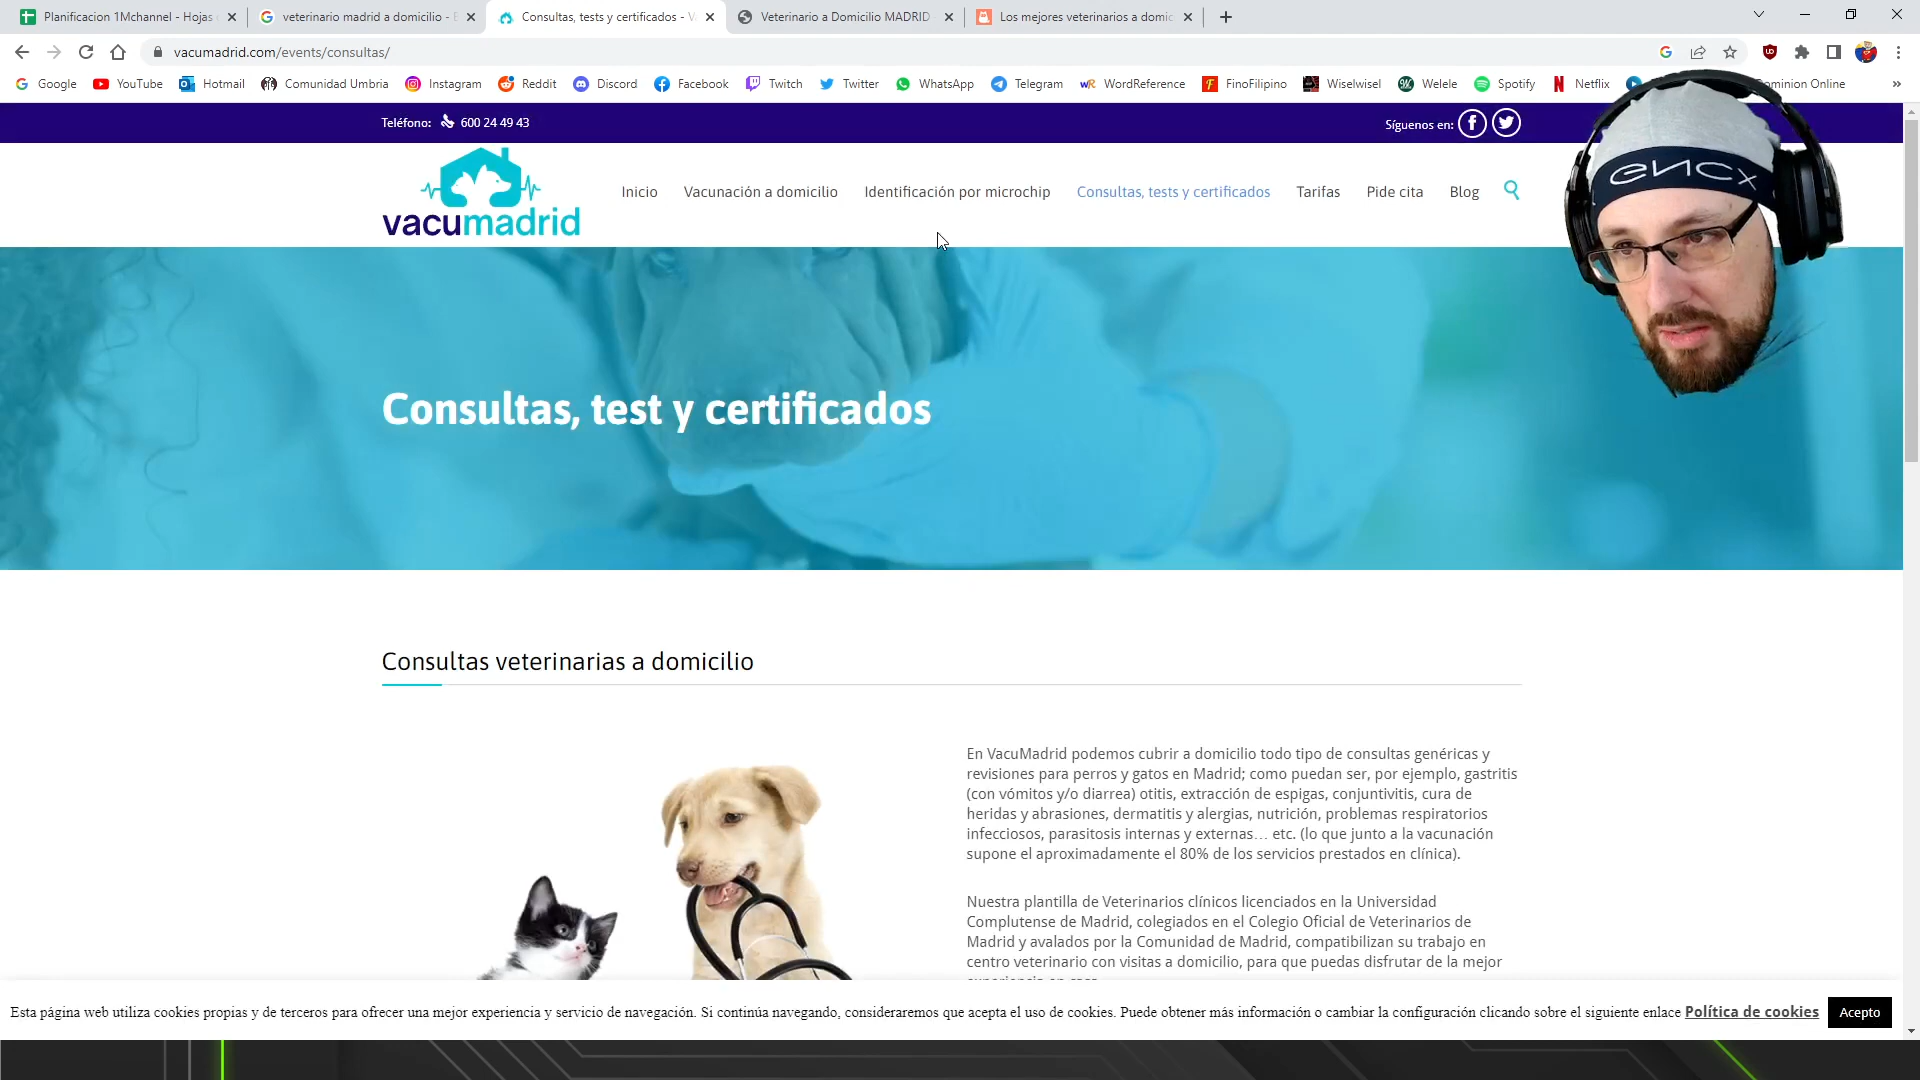 Planificacion 1Mchannel - Hojas
veterinario madrid a domicilio -
Consultas, tests y certificados -
Veterinario a Domicilio MADRID
Los mejores veterinarios a domic
vacumadrid.com/events/consultas/
Google
YouTube
Hotmail
Comunidad Umbria
Instagram
Reddit
Discord
Facebook
Twitch
Twitter
WhatsApp
Telegram
WordReference
FinoFilipino
Wiselwisel
Welele
Spotify
Netflix
ominion Online
Teléfono: 600 24 49 43
Síguenos en:
vacumadrid
Inicio
Vacunación a domicilio
Identificación por microchip
Consultas, tests y certificados
Tarifas
Pide cita
Blog
encx
Consultas, test y certificados
Consultas veterinarias a domicilio
En VacuMadrid podemos cubrir a domicilio todo tipo de consultas genéricas y
revisiones para perros y gatos en Madrid; como puedan ser, por ejemplo, gastritis
(con vómitos y/o diarrea) otitis, extracción de espigas, conjuntivitis, cura de
heridas y abrasiones, dermatitis y alergias, nutrición, problemas respiratorios
infecciosos, parasitosis internas y externas… etc. (lo que junto a la vacunación
supone el aproximadamente el 80% de los servicios prestados en clínica).
Nuestra plantilla de Veterinarios clínicos licenciados en la Universidad
Complutense de Madrid, colegiados en el Colegio Oficial de Veterinarios de
Madrid y avalados por la Comunidad de Madrid, compatibilizan su trabajo en
centro veterinario con visitas a domicilio, para que puedas disfrutar de la mejor
Esta página web utiliza cookies propias y de terceros para ofrecer una mejor experiencia y servicio de navegación. Si continúa navegando, consideraremos que acepta el uso de cookies. Puede obtener más información o cambiar la configuración clicando sobre el siguiente enlace Política de cookies
Acepto